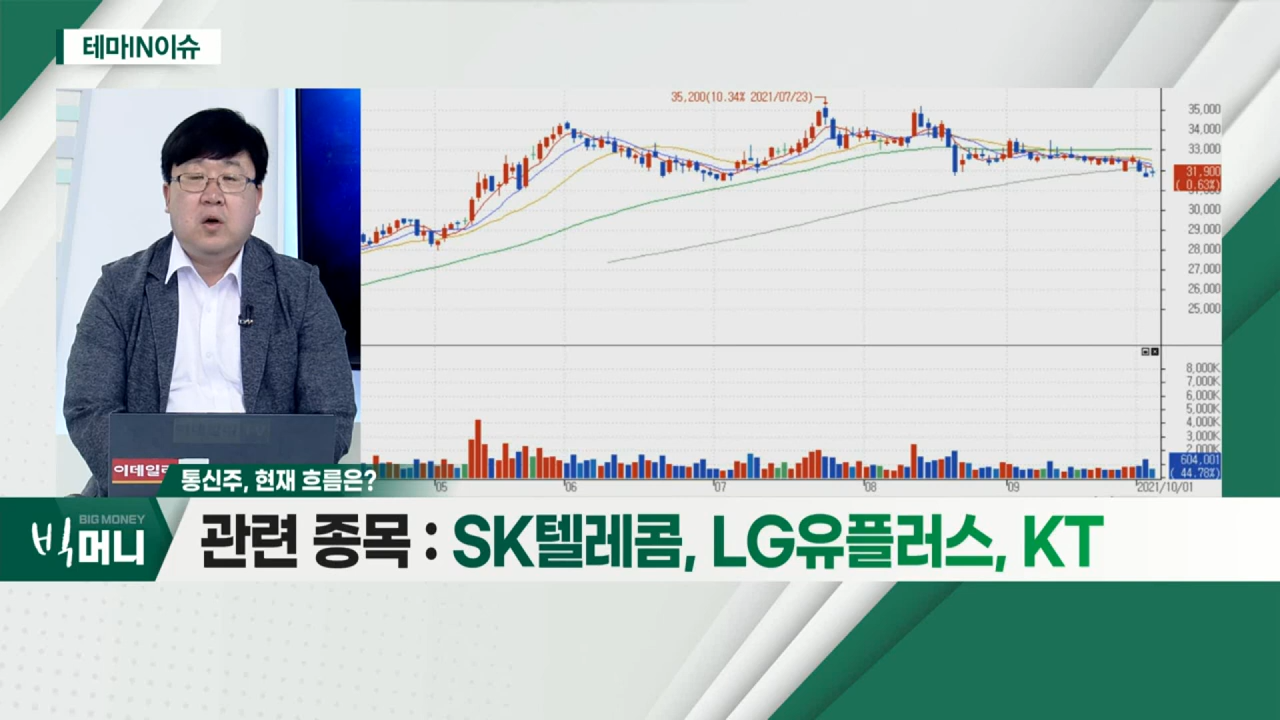 테마IN이슈
35,200(10.34% 2021/07/23)
35,000
34,000
33,000
31,900
( 0.63%)
30,000
29,000
28,000
27,000
26,000
25,000
8,000K
7,000K
6,000K
5,000K
4,000K
3,000K
2,000K
604,001
( 44.78%)
'05
'06
'07
'08
'09
2021/10/01
이데일리
통신주, 현재 흐름은?
BIG MONEY
빅머니
관련 종목 : SK텔레콤, LG유플러스, KT